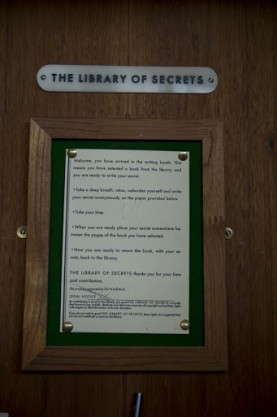 THE LIBRARY OF SECRETS
Welcome, you have arrived in the writing booth. This
means you have selected a book from the library and
you are ready to write your secret.
• Take a deep breath, relax, unburden yourself and write
your secret anonymously on the paper provided below.
• Take your time.
• When you are ready place your secret somewhere be-
tween the pages of the book you have selected.
• Now you are ready to return the book, with your se-
cret, back to the library.
THE LIBRARY OF SECRETS thanks you for your time
and contribution.